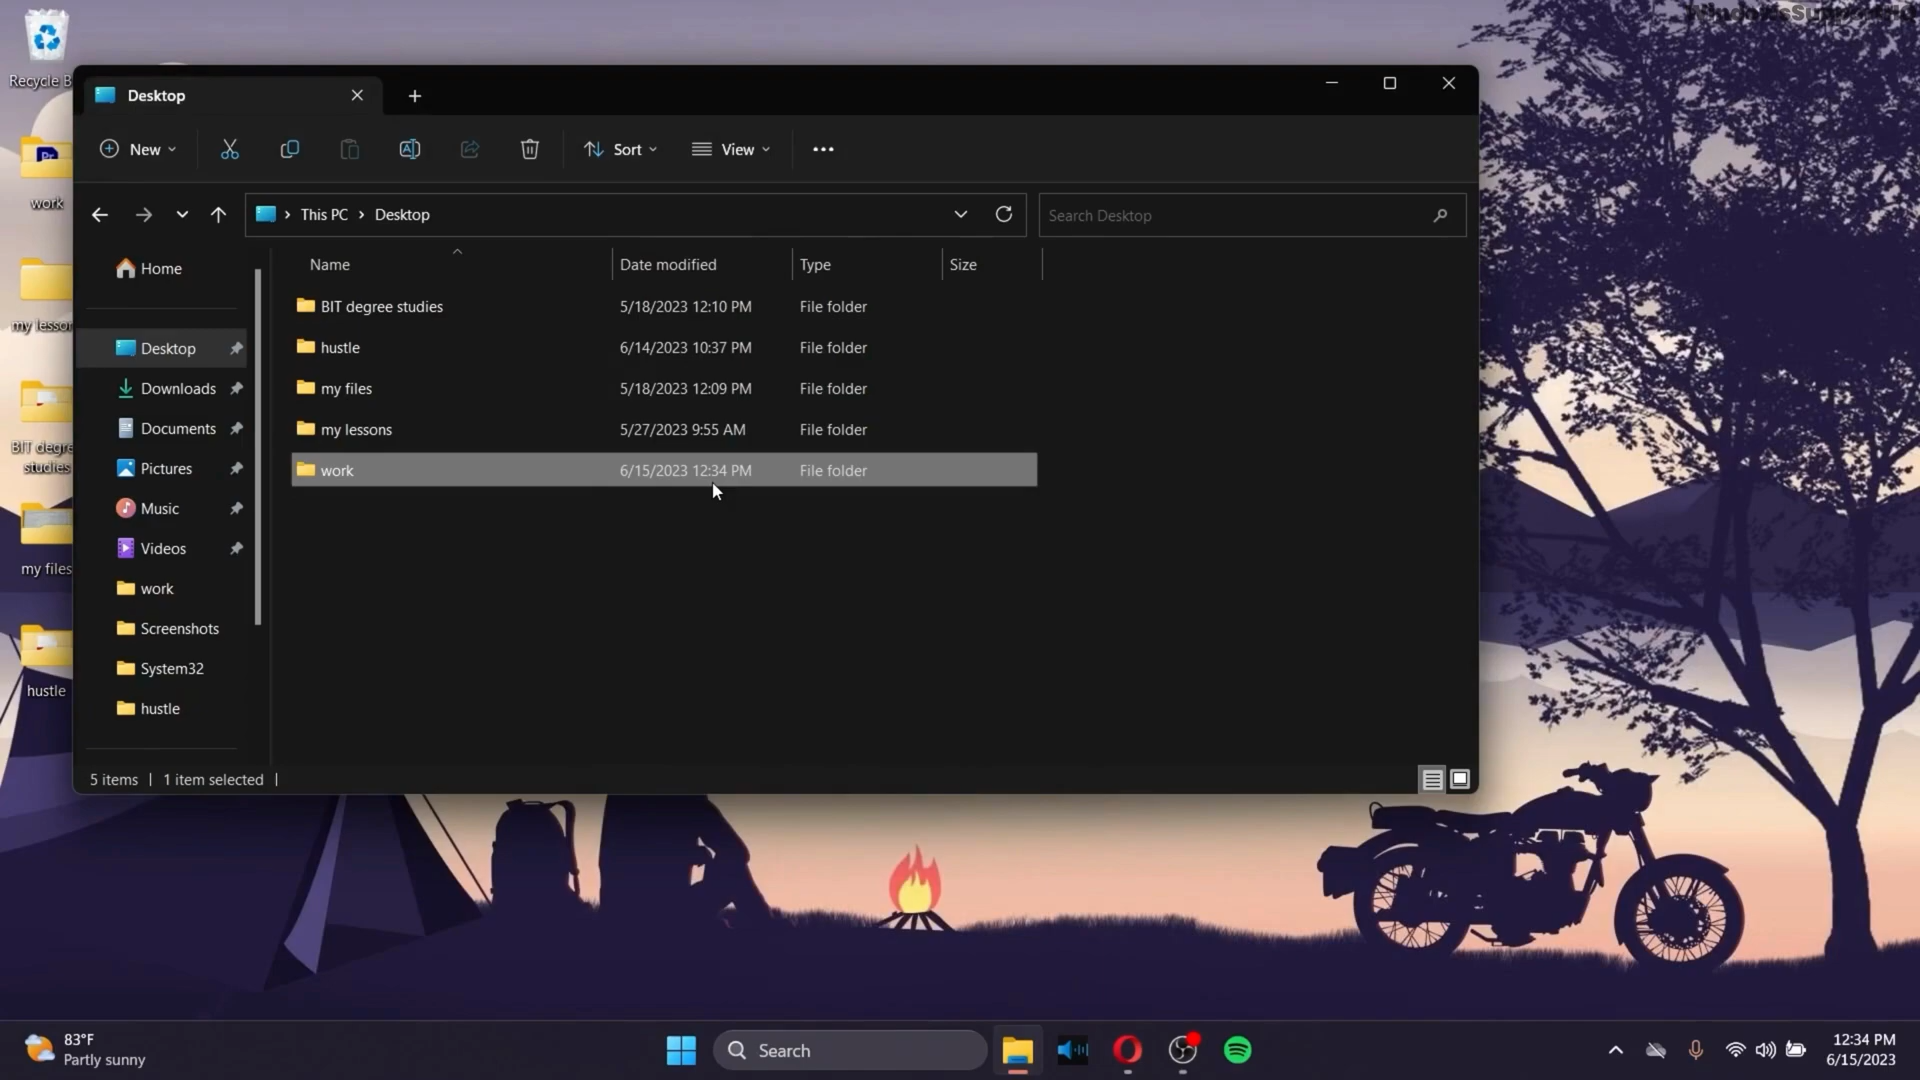 Recycle B
work
my lesson
BIT degre
studies
my files
hustle
Desktop
New
Sort
View
This PC
Desktop
Search Desktop
Name
Date modified
Type
Size
BIT degree studies
5/18/2023 12:10 PM
File folder
hustle
6/14/2023 10:37 PM
File folder
my files
5/18/2023 12:09 PM
File folder
my lessons
5/27/2023 9:55 AM
File folder
work
6/15/2023 12:34 PM
File folder
Home
Desktop
Downloads
Documents
Pictures
Music
Videos
work
Screenshots
System32
hustle
5 items
1 item selected
83°F
Partly sunny
Search
12:34 PM
6/15/2023